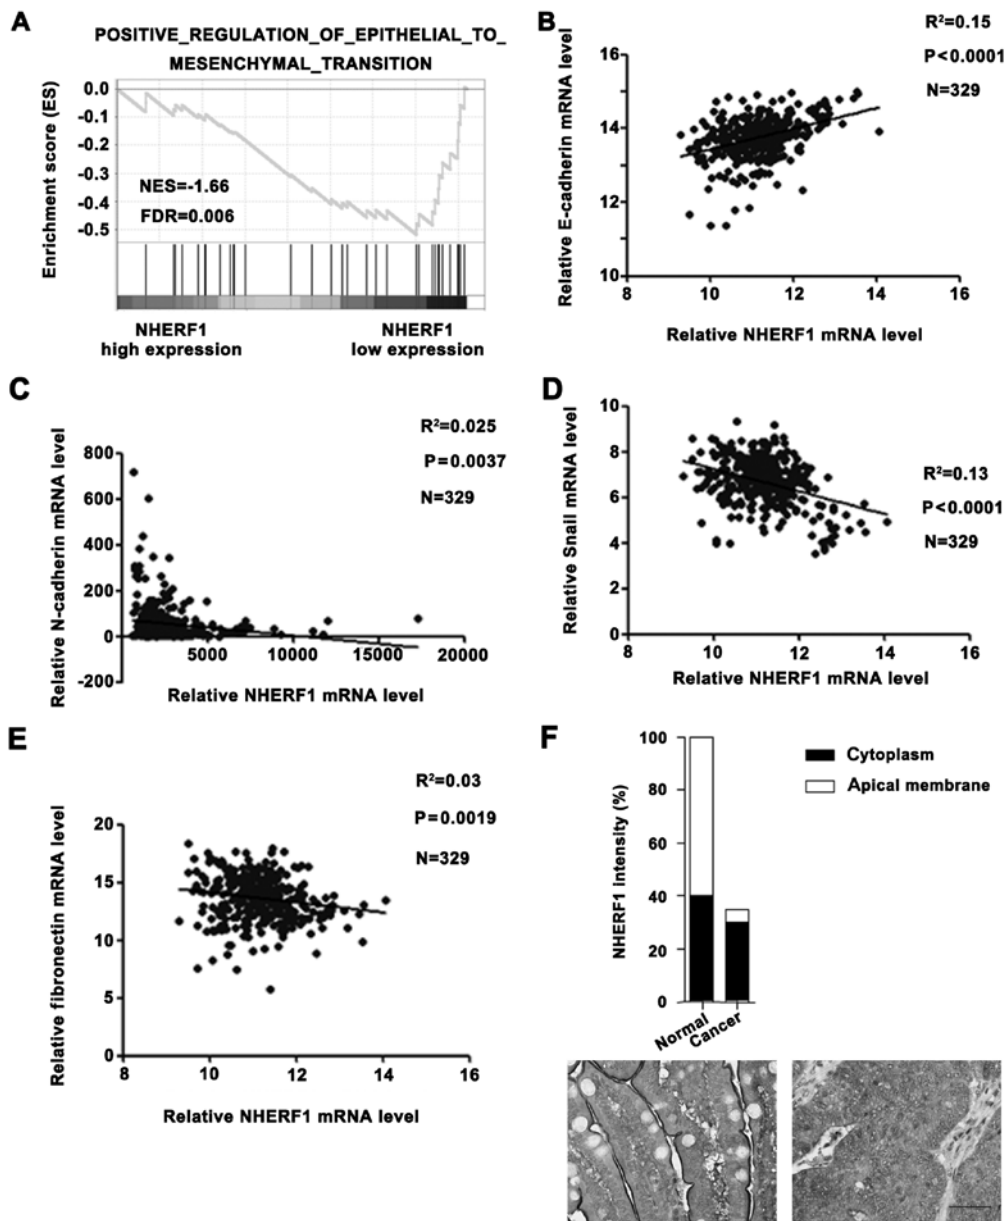 A
POSITIVE_REGULATION_OF_EPITHELIAL_TO_
MESENCHYMAL_TRANSITION
Enrichment score (ES)
0.0
-0.1
-0.2
-0.3
-0.4
-0.5
NES=-1.66
FDR=0.006
NHERF1
high expression
NHERF1
low expression
B
R²=0.15
P<0.0001
N=329
Relative E-cadherin mRNA level
16
14
12
10
8 10 12 14 16
Relative NHERF1 mRNA level
C
R²=0.025
P=0.0037
N=329
Relative N-cadherin mRNA level
800
600
400
200
0
-200
5000 10000 15000 20000
Relative NHERF1 mRNA level
D
R²=0.13
P<0.0001
N=329
Relative Snail mRNA level
10
8
6
4
2
0
8 10 12 14 16
Relative NHERF1 mRNA level
E
R²=0.03
P=0.0019
N=329
Relative fibronectin mRNA level
20
15
10
5
0
8 10 12 14 16
Relative NHERF1 mRNA level
F
NHERF1 intensity (%)
100
80
60
40
20
0
Normal
Cancer
Cytoplasm
Apical membrane